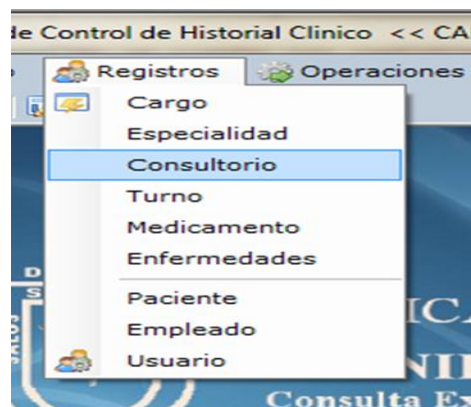 de Control de Historial Clinico << CA
Registros Operaciones
Cargo
Especialidad
Consultorio
Turno
Medicamento
Enfermedades
Paciente
Empleado
Usuario
Consulta Ex